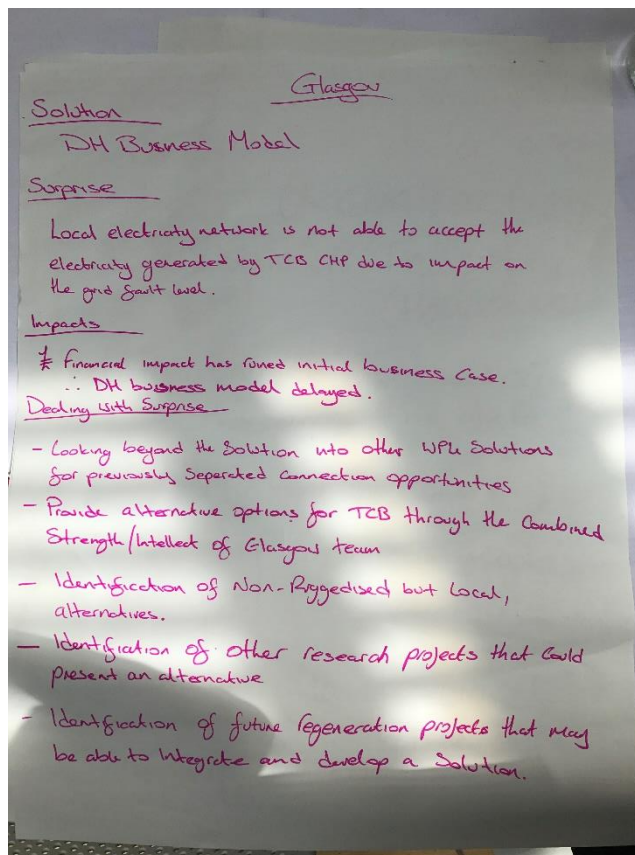 Glasgow
Solution
DH Business Model
Surprise
Local electricity network is not able to accept the
electricity generated by TCB CHP due to impact on
the grid fault level.
Impacts
Financial impact has ruined initial business case.
∴ DH business model delayed.
Dealing with Surprise
- Looking beyond the Solution into other WP4 Solutions
for previously Separated connection opportunities
- Provide alternative options for TCB through the Combined
Strength/Intellect of Glasgow team
- Identification of Non-Ruggedised but Local,
alternatives.
- Identification of other research projects that could
present an alternative
- Identification of future regeneration projects that may
be able to integrate and develop a Solution.